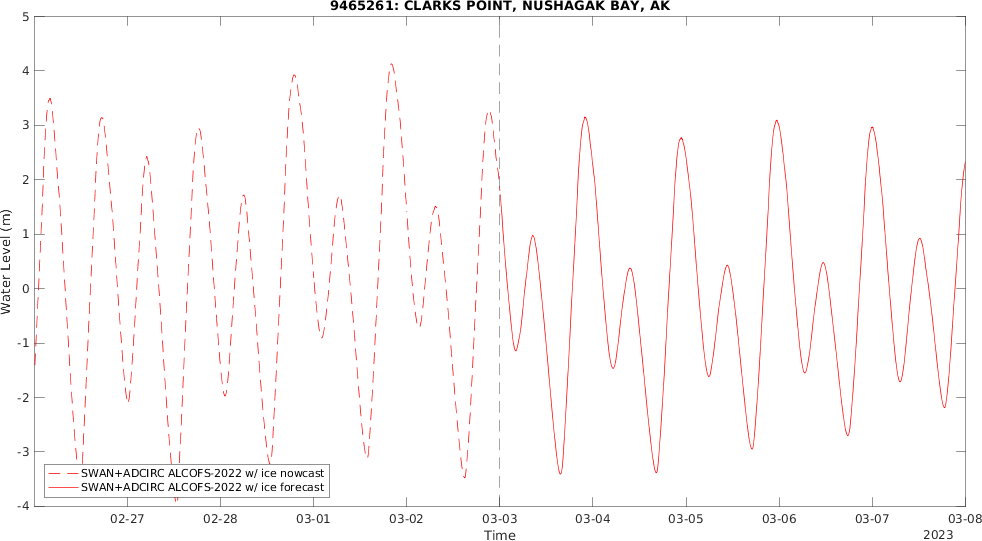 9465261: CLARKS POINT, NUSHAGAK BAY, AK
5
4
3
2
1
0
-1
-2
-3
-4
Water Level (m)
SWAN+ADCIRC ALCOFS-2022 w/ ice nowcast
SWAN+ADCIRC ALCOFS-2022 w/ ice forecast
02-27 02-28 03-01 03-02 03-03 03-04 03-05 03-06 03-07 03-08
Time
2023